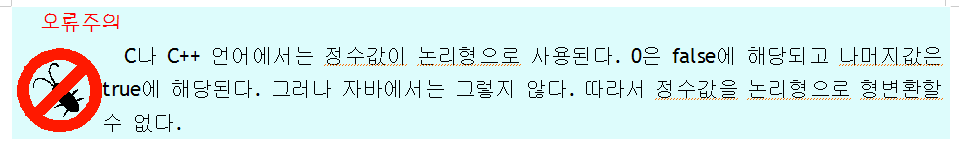 오류주의
C나 C++ 언어에서는 정수값이 논리형으로 사용된다. 0은 false에 해당되고 나머지값은
true에 해당된다. 그러나 자바에서는 그렇지 않다. 따라서 정수값을 논리형으로 형변환할
수 없다.